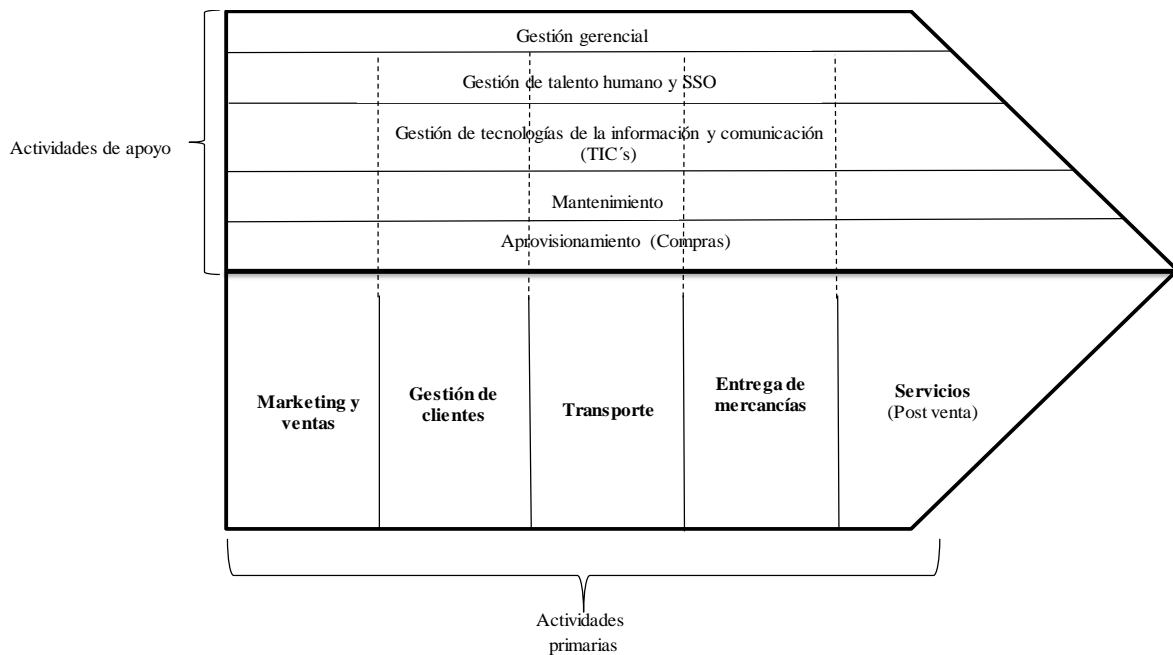 Gestión gerencial
Gestión de talento humano y SSO
Actividades de apoyo
Gestión de tecnologías de la información y comunicación
(TIC´s)
Mantenimiento
Aprovisionamiento (Compras)
Marketing y
ventas
Gestión de
clientes
Transporte
Entrega de
mercancías
Servicios
(Post venta)
Actividades
primarias